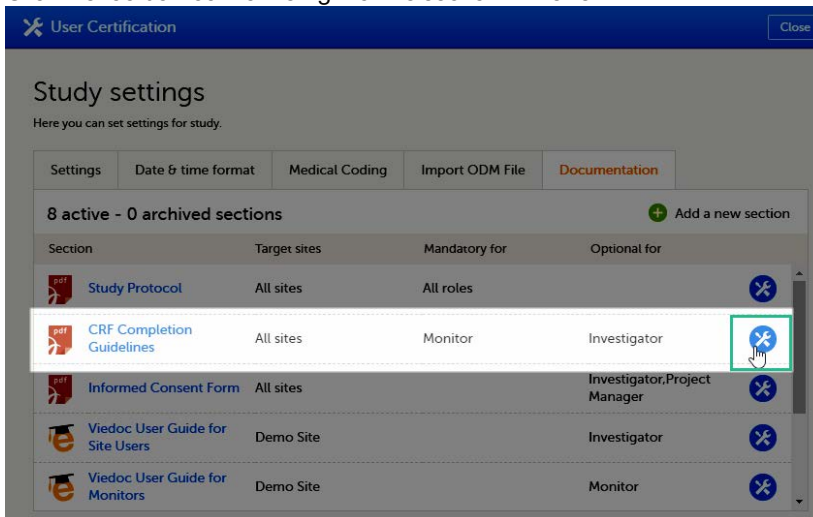 User Certification
Close
Study settings
Here you can set settings for study.
Settings Date & time format Medical Coding Import ODM File Documentation
8 active - 0 archived sections Add a new section
Section Target sites Mandatory for Optional for
pdf Study Protocol All sites All roles
pdf CRF Completion
Guidelines All sites Monitor Investigator
pdf Informed Consent Form All sites Investigator,Project
Manager
Viedoc User Guide for
Site Users Demo Site Investigator
Viedoc User Guide for
Monitors Demo Site Monitor